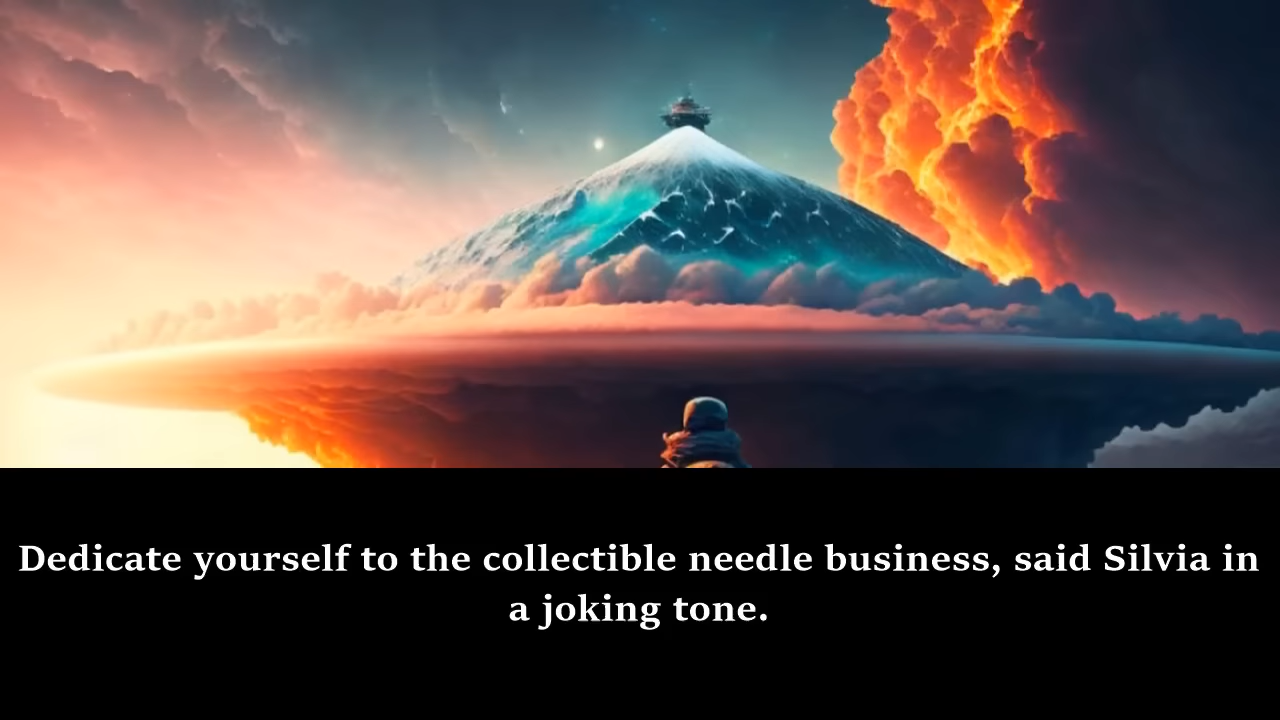 Dedicate yourself to the collectible needle business, said Silvia in
a joking tone.